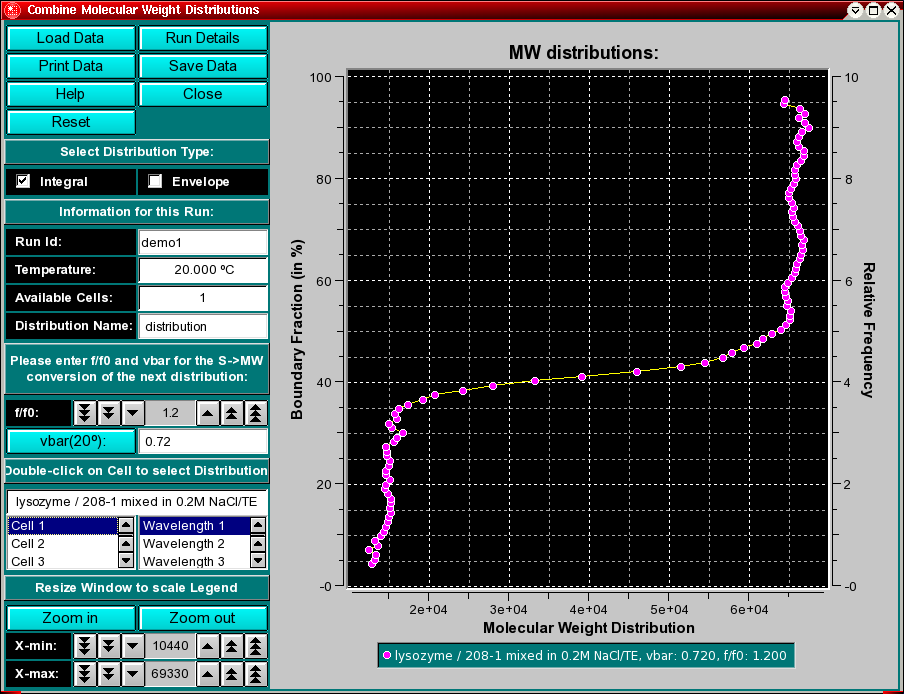 Combine Molecular Weight Distributions
Load Data
Run Details
Print Data
Save Data
Help
Close
Reset
Select Distribution Type:
Integral
Envelope
Information for this Run:
Run Id:
demo1
Temperature:
20.000 ºC
Available Cells:
1
Distribution Name:
distribution
Please enter f/f0 and vbar for the S->MW
conversion of the next distribution:
f/f0:
1.2
vbar(20º):
0.72
Double-click on Cell to select Distribution
lysozyme / 208-1 mixed in 0.2M NaCl/TE
Cell 1
Cell 2
Cell 3
Wavelength 1
Wavelength 2
Wavelength 3
Resize Window to scale Legend
Zoom in
Zoom out
X-min:
10440
X-max:
69330
MW distributions:
Boundary Fraction (in %)
100
80
60
40
20
-0
10
8
6
4
2
-0
Relative Frequency
2e+04
3e+04
4e+04
5e+04
6e+04
Molecular Weight Distribution
lysozyme / 208-1 mixed in 0.2M NaCl/TE, vbar: 0.720, f/f0: 1.200